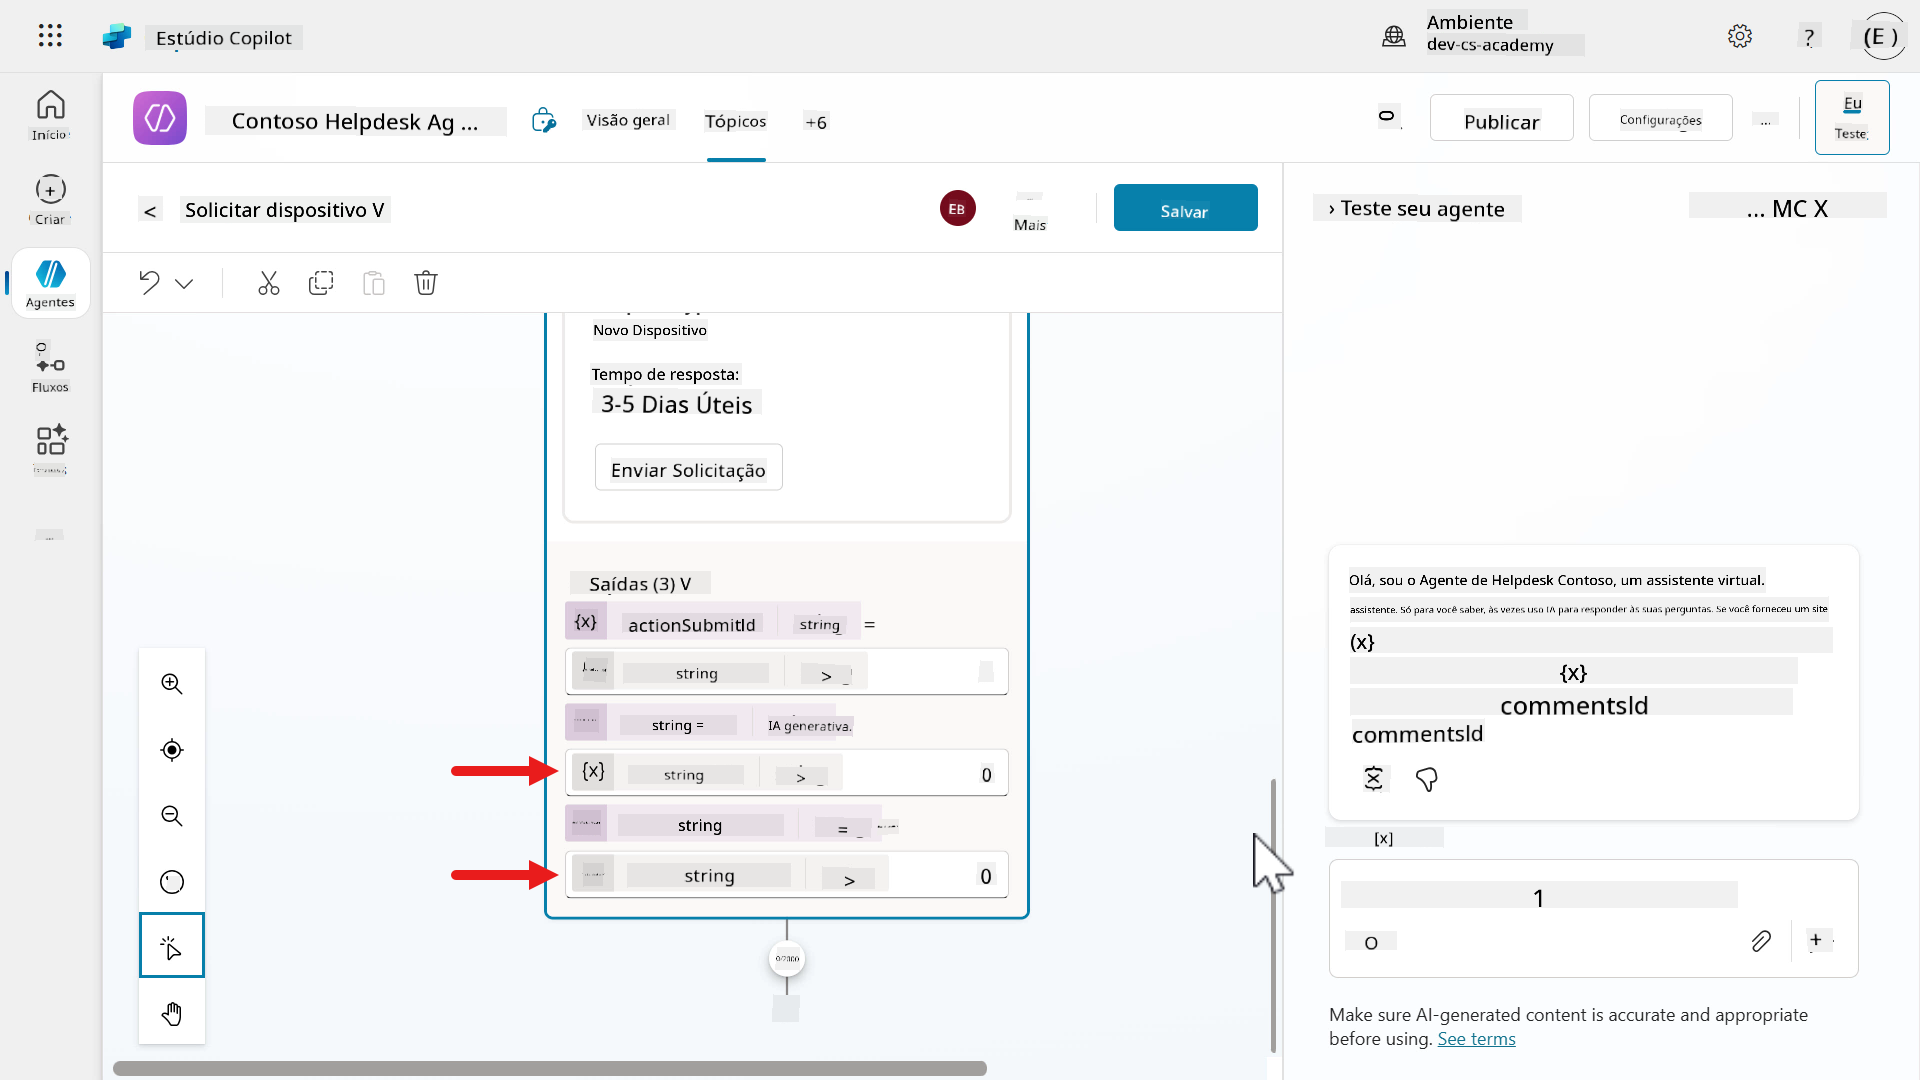 Estúdio Copilot
Ambiente
dev-cs-academy
?
(E )
Início
Criar
Agentes
Fluxos
Contoso Helpdesk Ag ...
Visão geral
Tópicos
+6
Publicar
Configurações
...
Eu
Teste
<
Solicitar dispositivo V
EB
Mais
Salvar
Novo Dispositivo
Tempo de resposta:
3-5 Dias Úteis
Enviar Solicitação
Saídas (3) V
{x} actionSubmitId string =
string >
string = IA generativa.
{x} string > 0
string =
string > 0
0/2000
› Teste seu agente
... MC X
Olá, sou o Agente de Helpdesk Contoso, um assistente virtual.
assistente. Só para você saber, às vezes uso IA para responder às suas perguntas. Se você forneceu um site
(x)
{x}
commentsId
commentsId
[x]
1
O
+
Make sure AI-generated content is accurate and appropriate
before using. See terms